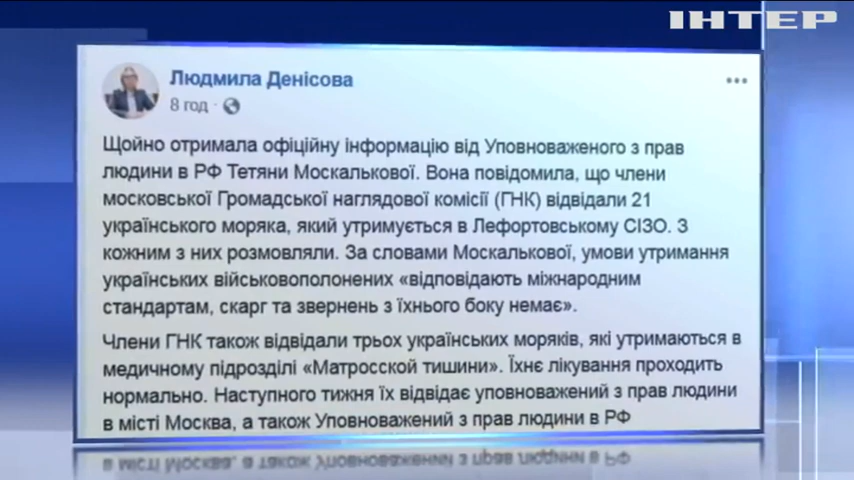 ІНТЕР
Людмила Денісова
8 год ·
Щойно отримала офіційну інформацію від Уповноваженого з прав
людини в РФ Тетяни Москалькової. Вона повідомила, що члени
московської Громадської наглядової комісії (ГНК) відвідали 21
українського моряка, який утримується в Лефортовському СІЗО. З
кожним з них розмовляли. За словами Москалькової, умови утримання
українських військовополонених «відповідають міжнародним
стандартам, скарг та звернень з їхнього боку немає».
Члени ГНК також відвідали трьох українських моряків, які утримаються в
медичному підрозділі «Матросской тишини». Їхнє лікування проходить
нормально. Наступного тижня їх відвідає уповноважений з прав людини
в місті Москва, а також Уповноважений з прав людини в РФ